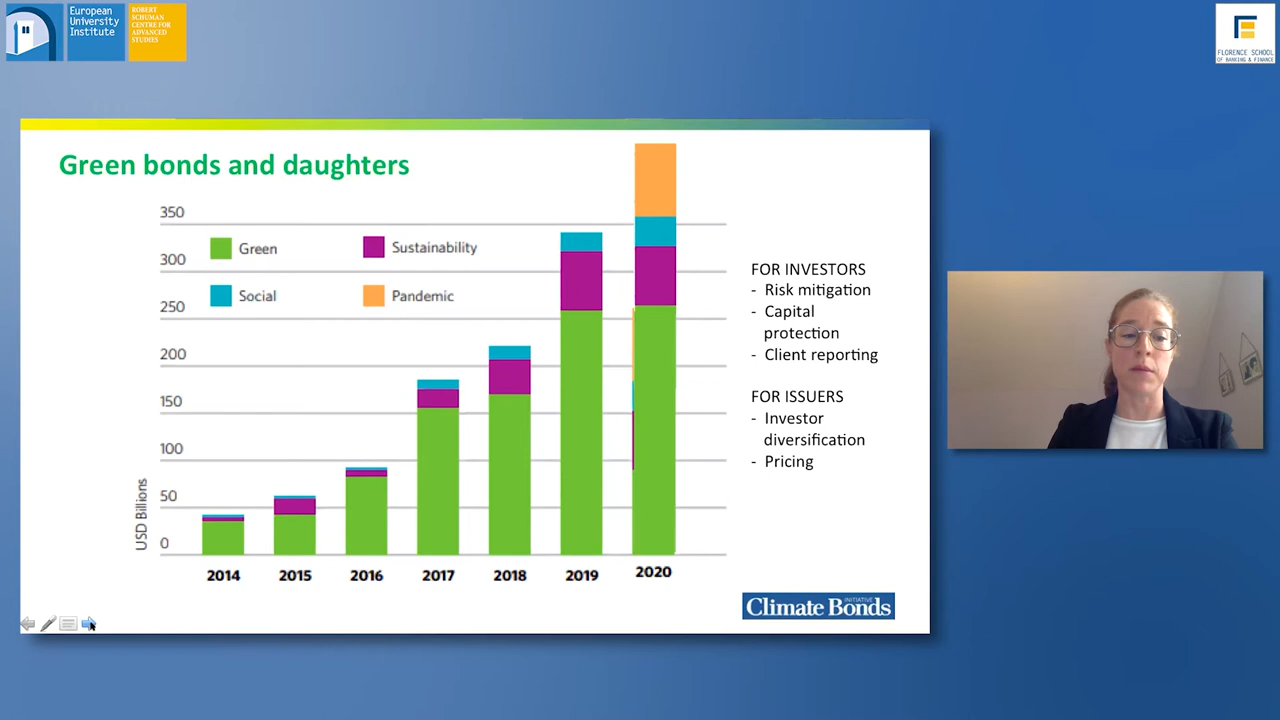 European
University
Institute
ROBERT
SCHUMAN
CENTRE FOR
ADVANCED
STUDIES
FLORENCE SCHOOL
OF BANKING & FINANCE
Green bonds and daughters
350
300
250
200
150
100
50
0
USD Billions
Green
Sustainability
Social
Pandemic
2014
2015
2016
2017
2018
2019
2020
FOR INVESTORS
- Risk mitigation
- Capital
protection
- Client reporting
FOR ISSUERS
- Investor
diversification
- Pricing
Climate Bonds
INITIATIVE